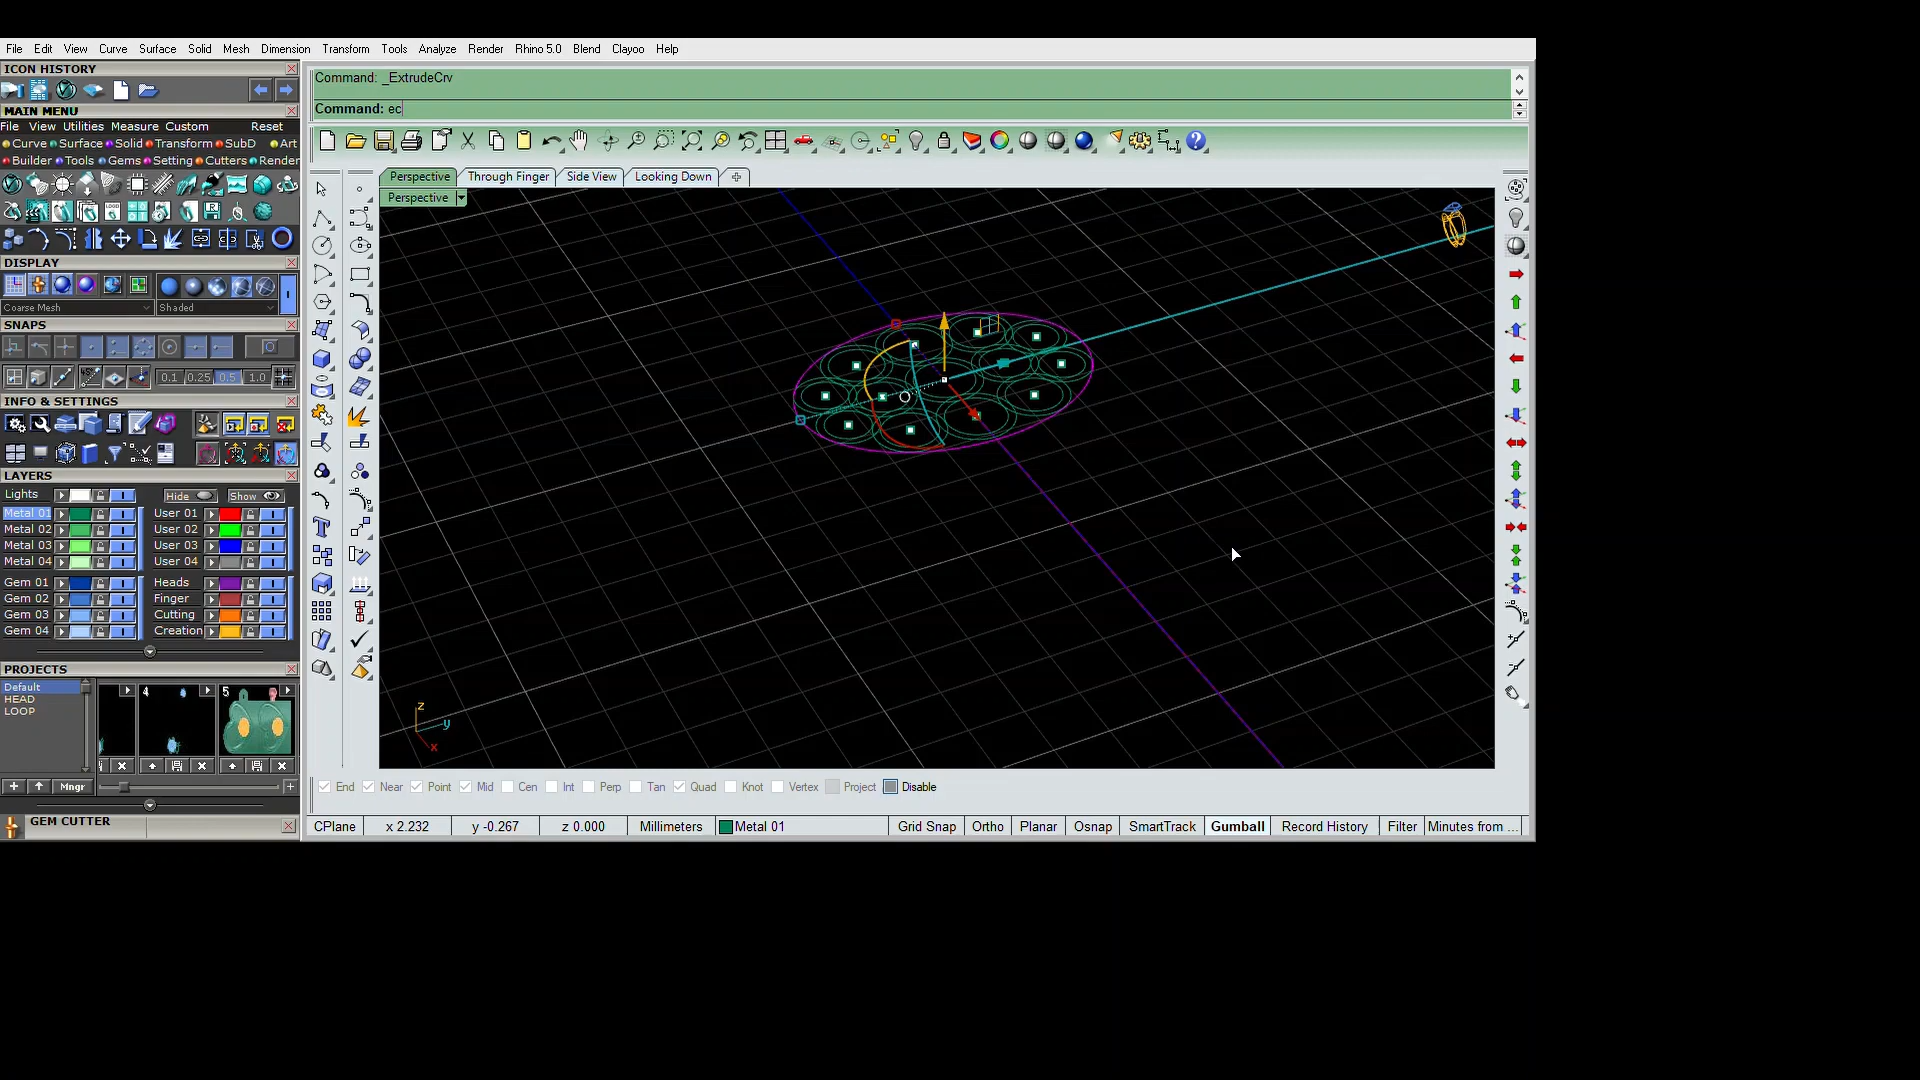 File Edit View Curve Surface Solid Mesh Dimension Transform Tools Analyze Render Rhino 5.0 Blend Clayoo Help
ICON HISTORY
Command: _ExtrudeCrv
Command: ec
MAIN MENU
File View Utilities Measure Custom Reset
Curve Surface Solid Transform SubD Art
Builder Tools Gems Setting Cutters Render
Perspective Through Finger Side View Looking Down
Perspective
DISPLAY
Coarse Mesh Shaded
SNAPS
0.1 0.25 0.5 1.0
INFO & SETTINGS
LAYERS
Lights Hide Show
Metal 01 User 01
Metal 02 User 02
Metal 03 User 03
Metal 04 User 04
Gem 01 Heads
Gem 02 Finger
Gem 03 Cutting
Gem 04 Creation
PROJECTS
Default
HEAD
LOOP
4 5
Mngr
z
y
x
End Near Point Mid Cen Int Perp Tan Quad Knot Vertex Project Disable
GEM CUTTER
CPlane x 2.232 y -0.267 z 0.000 Millimeters Metal 01 Grid Snap Ortho Planar Osnap SmartTrack Gumball Record History Filter Minutes from ...